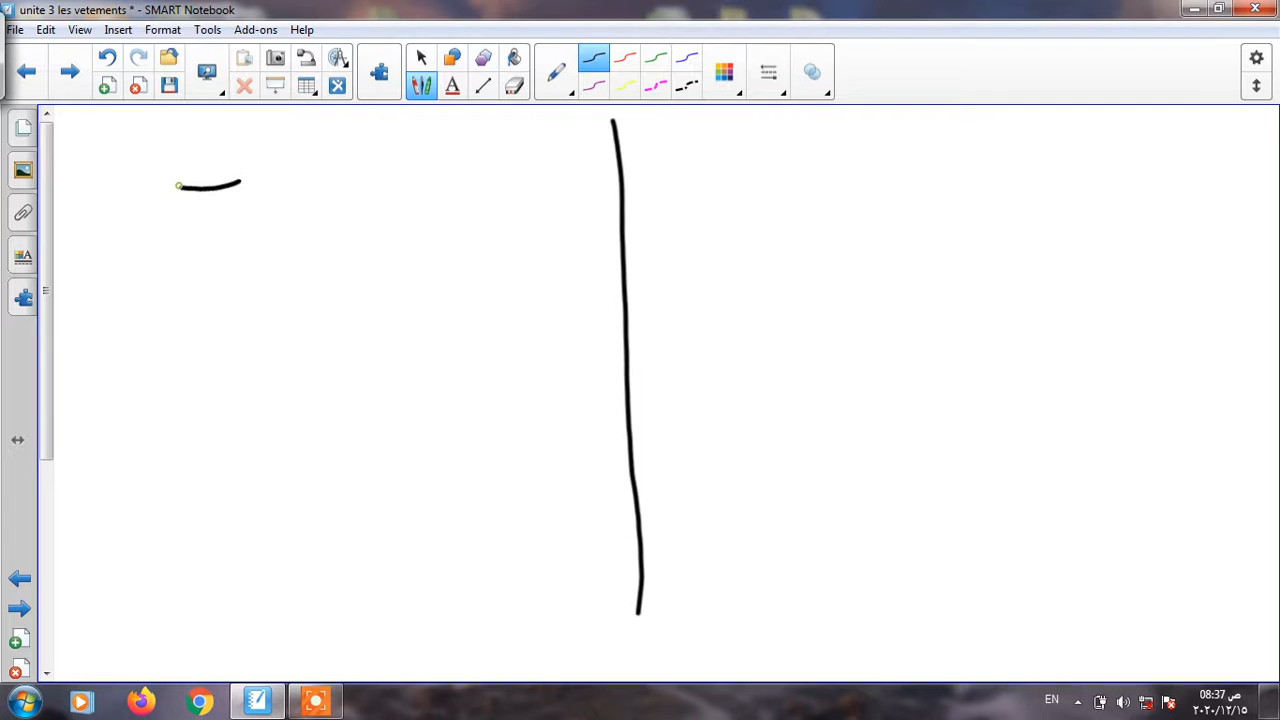 unite 3 les vetements * - SMART Notebook
File Edit View Insert Format Tools Add-ons Help
A
A
EN
08:37 ص
٢٠٢٠/١٢/١٥